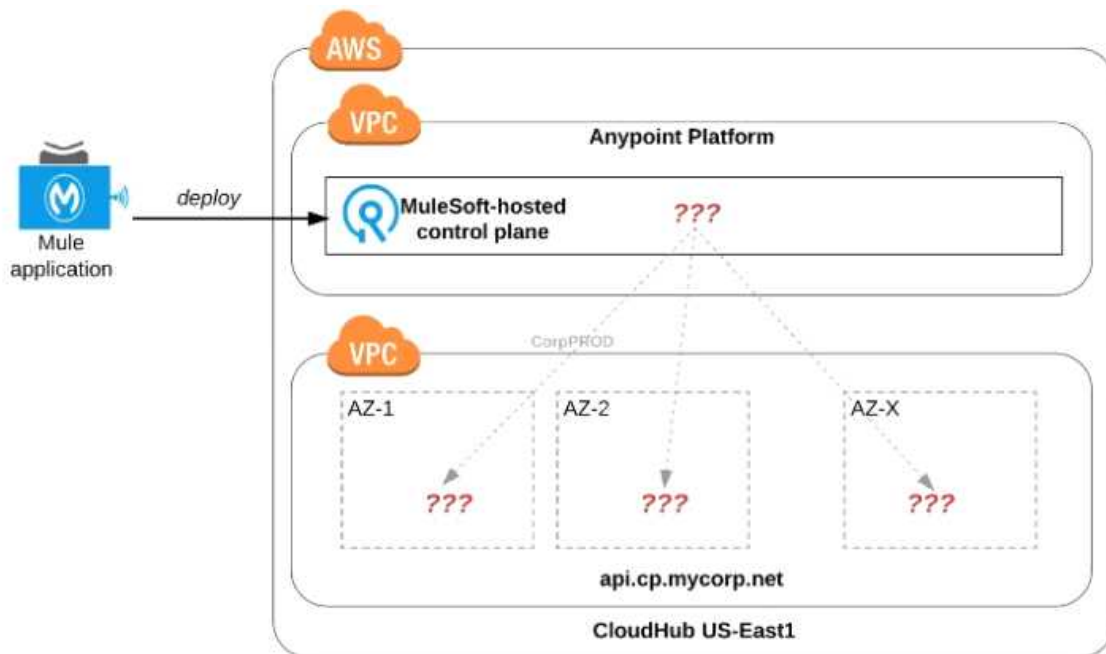 AWS
VPC
Anypoint Platform
deploy
MuleSoft-hosted
control plane
???
Mule
application
CorpPROD
VPC
AZ-1
AZ-2
AZ-X
???
???
???
api.cp.mycorp.net
CloudHub US-East1